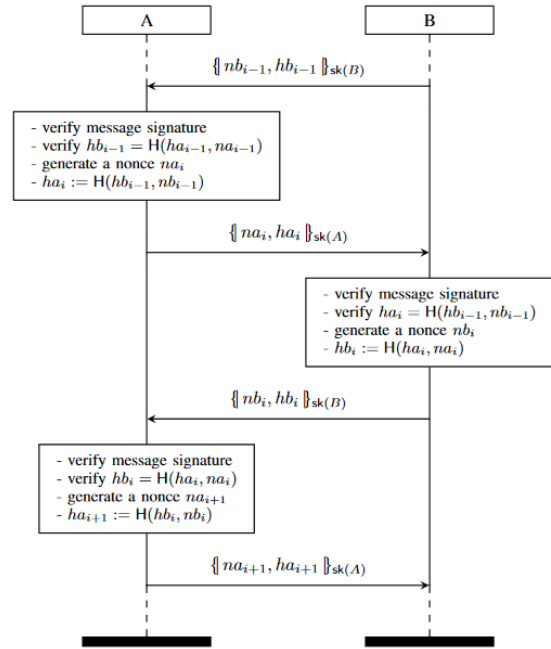 A B
{| nb_{i−1}, hb_{i−1} |}_{sk(B)}
- verify message signature
- verify hb_{i−1} = H(ha_{i−1}, na_{i−1})
- generate a nonce na_i
- ha_i := H(hb_{i−1}, nb_{i−1})
{| na_i, ha_i |}_{sk(A)}
- verify message signature
- verify ha_i = H(hb_{i−1}, nb_{i−1})
- generate a nonce nb_i
- hb_i := H(ha_i, na_i)
{| nb_i, hb_i |}_{sk(B)}
- verify message signature
- verify hb_i = H(ha_i, na_i)
- generate a nonce na_{i+1}
- ha_{i+1} := H(hb_i, nb_i)
{| na_{i+1}, ha_{i+1} |}_{sk(A)}